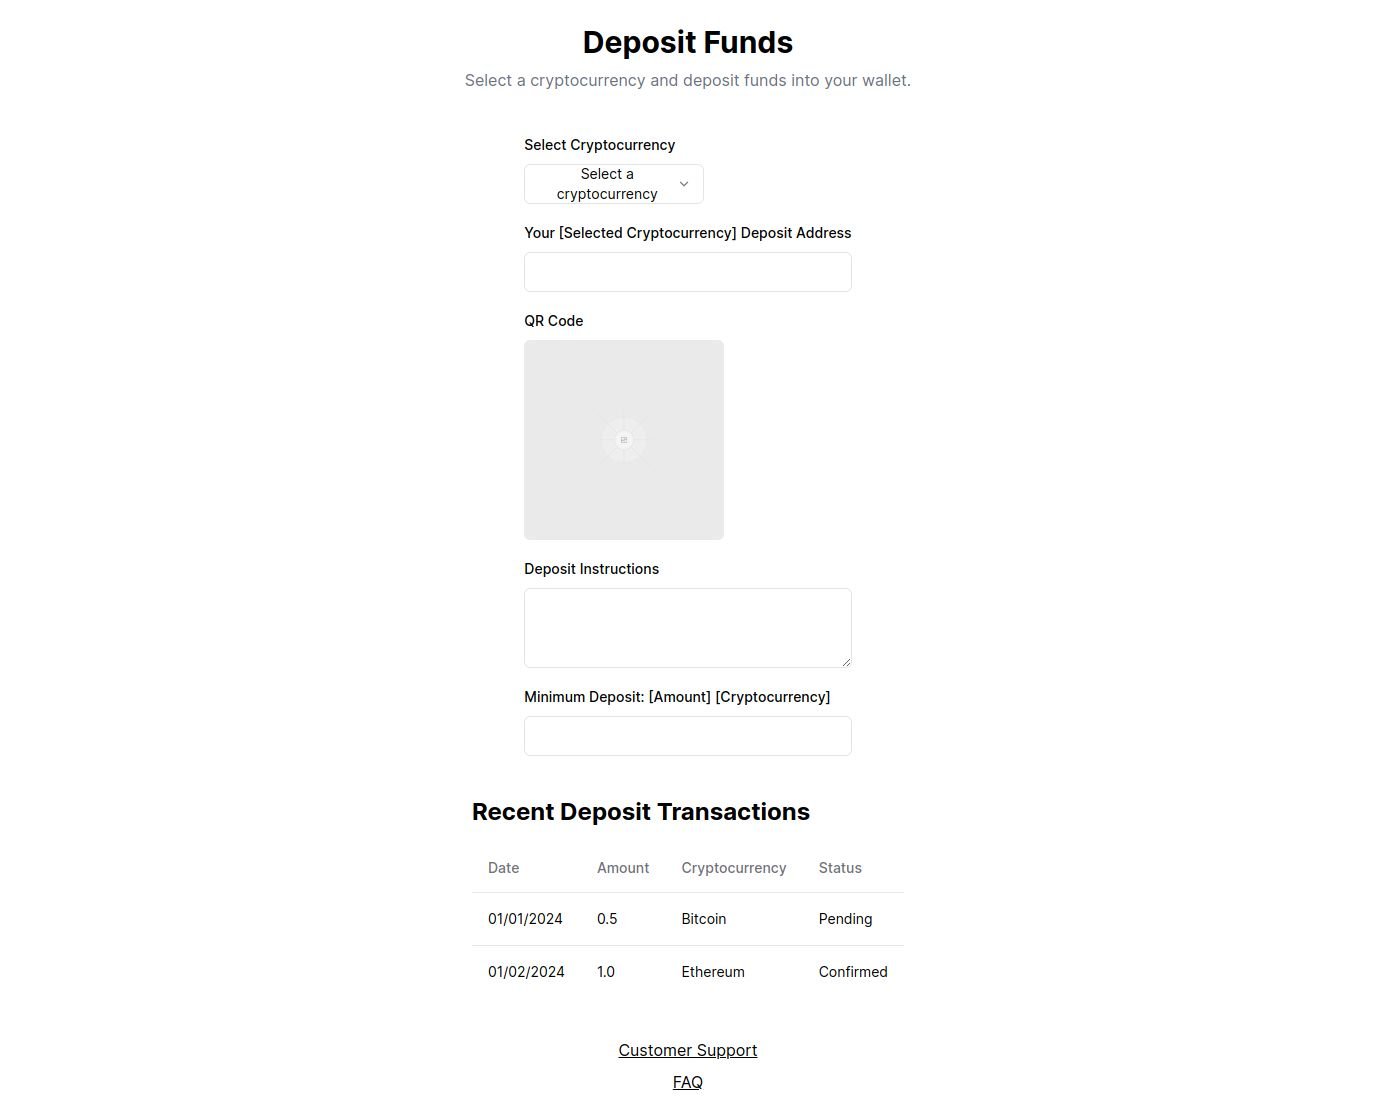 Deposit Funds
Select a cryptocurrency and deposit funds into your wallet.
Select Cryptocurrency
Select a
cryptocurrency
Your [Selected Cryptocurrency] Deposit Address
QR Code
Deposit Instructions
Minimum Deposit: [Amount] [Cryptocurrency]
Recent Deposit Transactions
Date Amount Cryptocurrency Status
01/01/2024 0.5 Bitcoin Pending
01/02/2024 1.0 Ethereum Confirmed
Customer Support
FAQ